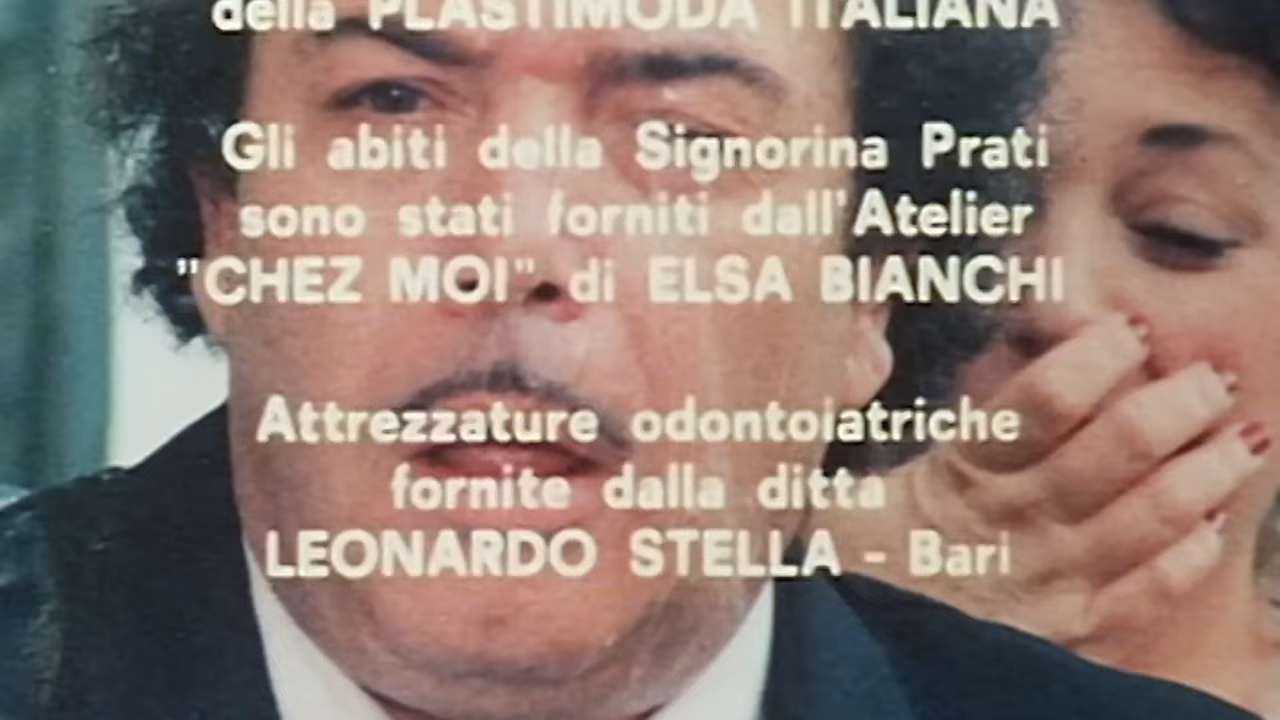 della PLASTIMODA ITALIANA
Gli abiti della Signorina Prati
sono stati forniti dall'Atelier
"CHEZ MOI" di ELSA BIANCHI
Attrezzature odontoiatriche
fornite dalla ditta
LEONARDO STELLA - Bari